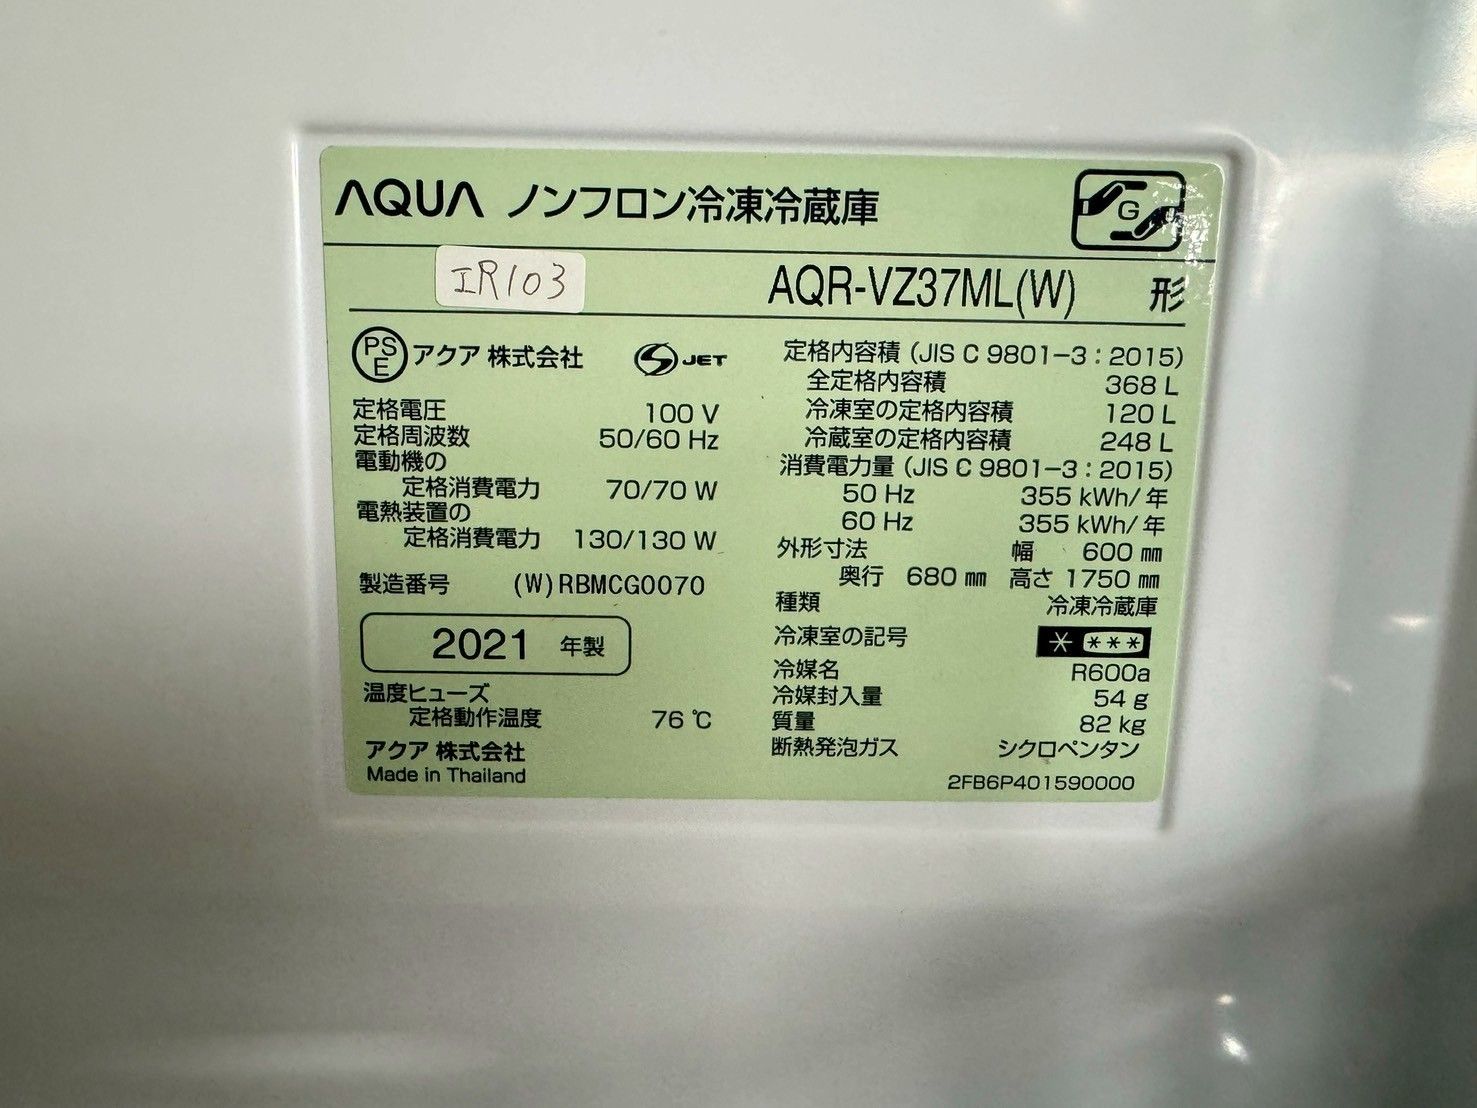 AQUA ノンフロン冷凍冷蔵庫
G
IR103
AQR-VZ37ML(W) 形
PSE アクア 株式会社 S JET
定格電圧 100 V
定格周波数 50/60 Hz
電動機の
定格消費電力 70/70 W
電熱装置の
定格消費電力 130/130 W
製造番号 (W)RBMCG0070
2021 年製
温度ヒューズ
定格動作温度 76 ℃
アクア 株式会社
Made in Thailand
定格内容積 (JIS C 9801-3:2015)
全定格内容積 368 L
冷凍室の定格内容積 120 L
冷蔵室の定格内容積 248 L
消費電力量 (JIS C 9801-3:2015)
50 Hz 355 kWh/年
60 Hz 355 kWh/年
外形寸法 幅 600 ㎜
奥行 680 ㎜ 高さ 1750 ㎜
種類 冷凍冷蔵庫
冷凍室の記号 * ***
冷媒名 R600a
冷媒封入量 54 g
質量 82 kg
断熱発泡ガス シクロペンタン
2FB6P401590000